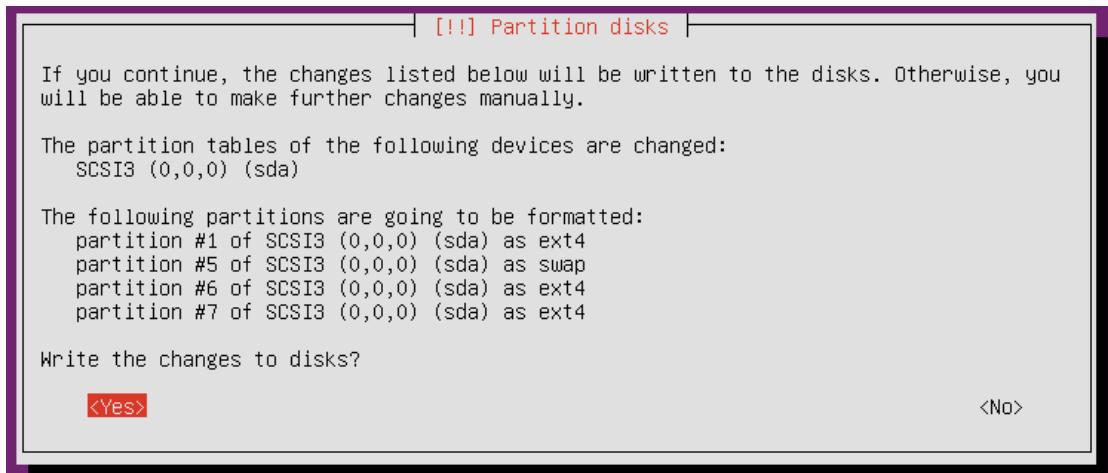 [!!] Partition disks
If you continue, the changes listed below will be written to the disks. Otherwise, you
will be able to make further changes manually.
The partition tables of the following devices are changed:
SCSI3 (0,0,0) (sda)
The following partitions are going to be formatted:
partition #1 of SCSI3 (0,0,0) (sda) as ext4
partition #5 of SCSI3 (0,0,0) (sda) as swap
partition #6 of SCSI3 (0,0,0) (sda) as ext4
partition #7 of SCSI3 (0,0,0) (sda) as ext4
Write the changes to disks?
<Yes> <No>